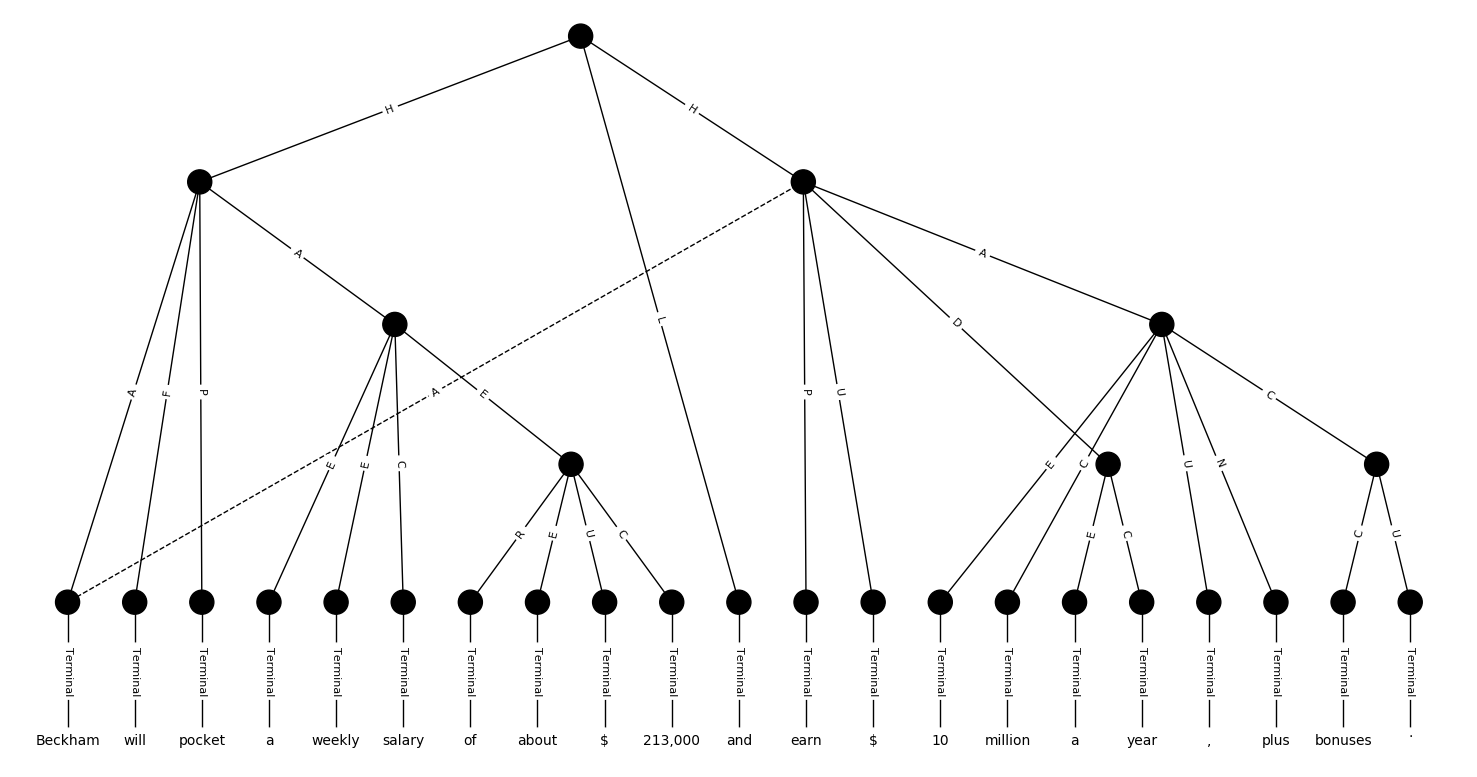 H H
A A
L D
A F P A E P U C
E E C E C U N
R E U C E C C U
Terminal Terminal Terminal Terminal Terminal Terminal Terminal Terminal Terminal Terminal Terminal Terminal Terminal Terminal Terminal Terminal Terminal Terminal Terminal Terminal Terminal
Beckham will pocket a weekly salary of about $ 213,000 and earn $ 10 million a year , plus bonuses .